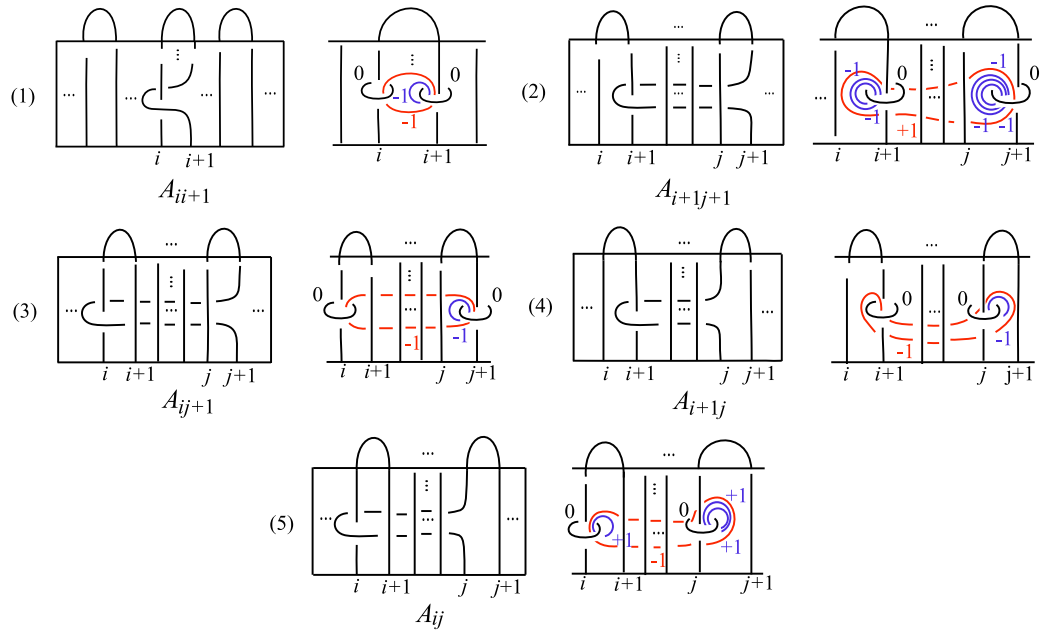 ... ...
(1) ... ... ... ... 0 -1 0 -1
i i+1 i i+1
A_{ii+1}
... ...
(2) ... ... ... ... -1 0 -1 0 ... -1 +1 -1 -1
i i+1 j j+1 i i+1 j j+1
A_{i+1j+1}
... ...
(3) ... ... ... ... 0 ... ... 0 -1 -1
i i+1 j j+1 i i+1 j j+1
A_{ij+1}
... ...
(4) ... ... ... ... 0 ... ... 0 -1 -1
i i+1 j j+1 i i+1 j j+1
A_{i+1j}
... ...
(5) ... ... ... ... 0 ... ... 0 +1 +1 -1 +1
i i+1 j j+1 i i+1 j j+1
A_{ij}